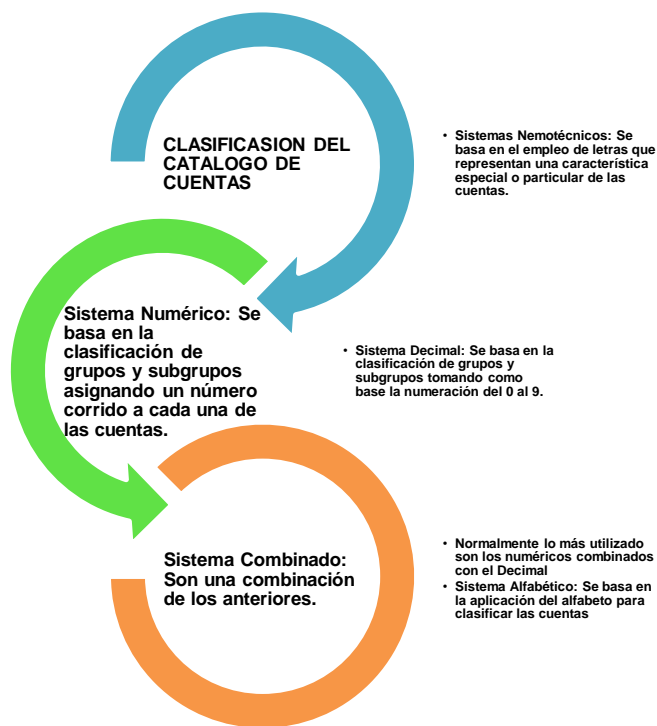 CLASIFICASION DEL
CATALOGO DE
CUENTAS
• Sistemas Nemotécnicos: Se
basa en el empleo de letras que
representan una característica
especial o particular de las
cuentas.
Sistema Numérico: Se
basa en la
clasificación de
grupos y subgrupos
asignando un número
corrido a cada una de
las cuentas.
• Sistema Decimal: Se basa en la
clasificación de grupos y
subgrupos tomando como
base la numeración del 0 al 9.
Sistema Combinado:
Son una combinación
de los anteriores.
• Normalmente lo más utilizado
son los numéricos combinados
con el Decimal
• Sistema Alfabético: Se basa en
la aplicación del alfabeto para
clasificar las cuentas